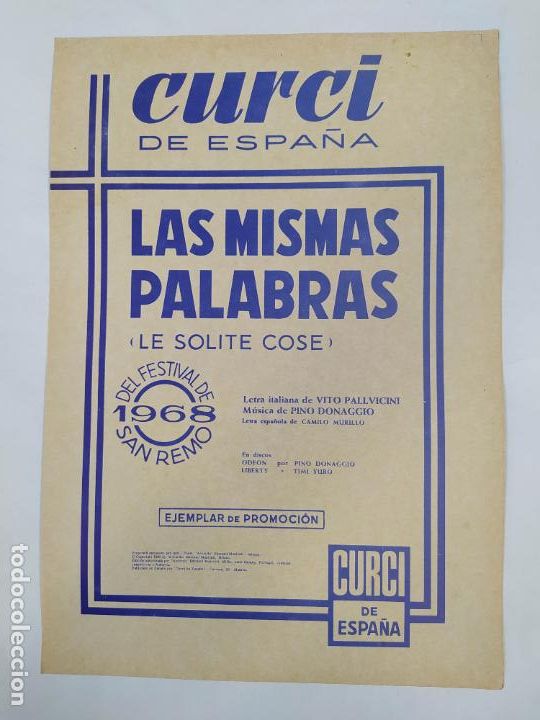 curci
DE ESPAÑA
LAS MISMAS
PALABRAS
(LE SOLITE COSE)
DEL FESTIVAL DE
1968
SAN REMO
Letra italiana de VITO PALLVICINI
Música de PINO DONAGGIO
Letra española de CAMILO MURILLO
En discos
ODEON por PINO DONAGGIO
LIBERTY » TIMI YURO
EJEMPLAR DE PROMOCIÓN
CURCI
DE
ESPAÑA
todocoleccion